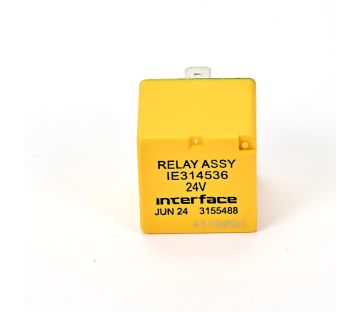 RELAY ASSY
IE314536
24V
interface
JUN 24 3155488